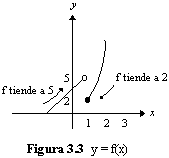 y
f tiende a 5
5
f tiende a 2
2
x
1 2 3
Figura 3.3 y = f(x)